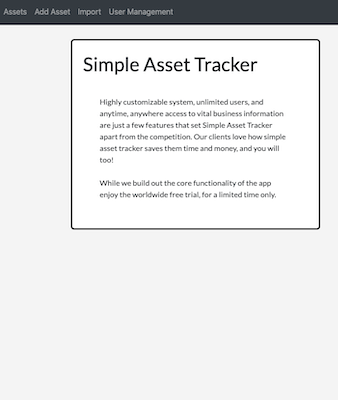 Assets Add Asset Import User Management
Simple Asset Tracker
Highly customizable system, unlimited users, and
anytime, anywhere access to vital business information
are just a few features that set Simple Asset Tracker
apart from the competition. Our clients love how simple
asset tracker saves them time and money, and you will
too!
While we build out the core functionality of the app
enjoy the worldwide free trial, for a limited time only.